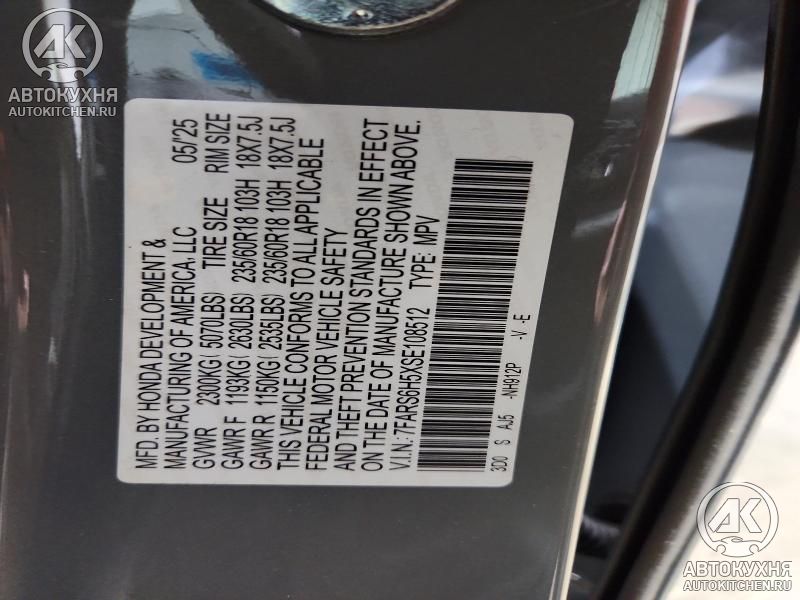 АК
АВТОКУХНЯ
AUTOKITCHEN.RU
MFD. BY HONDA DEVELOPMENT & 05/25
MANUFACTURING OF AMERICA, LLC
GVWR 2300KG( 5070LBS) TIRE SIZE RIM SIZE
GAWR F 1193KG( 2630LBS) 235/60R18 103H 18X7.5J
GAWR R 1150KG( 2535LBS) 235/60R18 103H 18X7.5J
THIS VEHICLE CONFORMS TO ALL APPLICABLE
FEDERAL MOTOR VEHICLE SAFETY
AND THEFT PREVENTION STANDARDS IN EFFECT
ON THE DATE OF MANUFACTURE SHOWN ABOVE.
V.I.N.: 7FARS6H5XSE108512 TYPE: MPV
3D0 S AJ5 -NH912P -V -E
АК
АВТОКУХНЯ
AUTOKITCHEN.RU